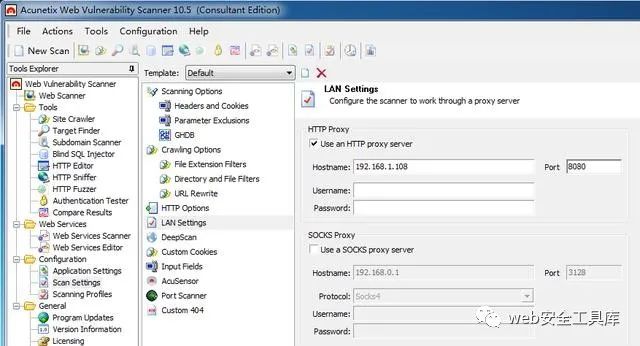 Acunetix Web Vulnerability Scanner 10.5 (Consultant Edition)
File Actions Tools Configuration Help
New Scan
Tools Explorer
Web Vulnerability Scanner
Web Scanner
Tools
Site Crawler
Target Finder
Subdomain Scanner
Blind SQL Injector
HTTP Editor
HTTP Sniffer
HTTP Fuzzer
Authentication Tester
Compare Results
Web Services
Web Services Scanner
Web Services Editor
Configuration
Application Settings
Scan Settings
Scanning Profiles
General
Program Updates
Version Information
Licensing
Template: Default
Scanning Options
Headers and Cookies
Parameter Exclusions
GHDB
Crawling Options
File Extension Filters
Directory and File Filters
URL Rewrite
HTTP Options
LAN Settings
DeepScan
Custom Cookies
Input Fields
AcuSensor
Port Scanner
Custom 404
LAN Settings
Configure the scanner to work through a proxy server
HTTP Proxy
Use an HTTP proxy server
Hostname: 192.168.1.108 Port 8080
Username:
Password:
SOCKS Proxy
Use a SOCKS proxy server
Hostname: 192.168.0.1 Port 3128
Protocol: Socks4
Username:
Password:
web安全工具库